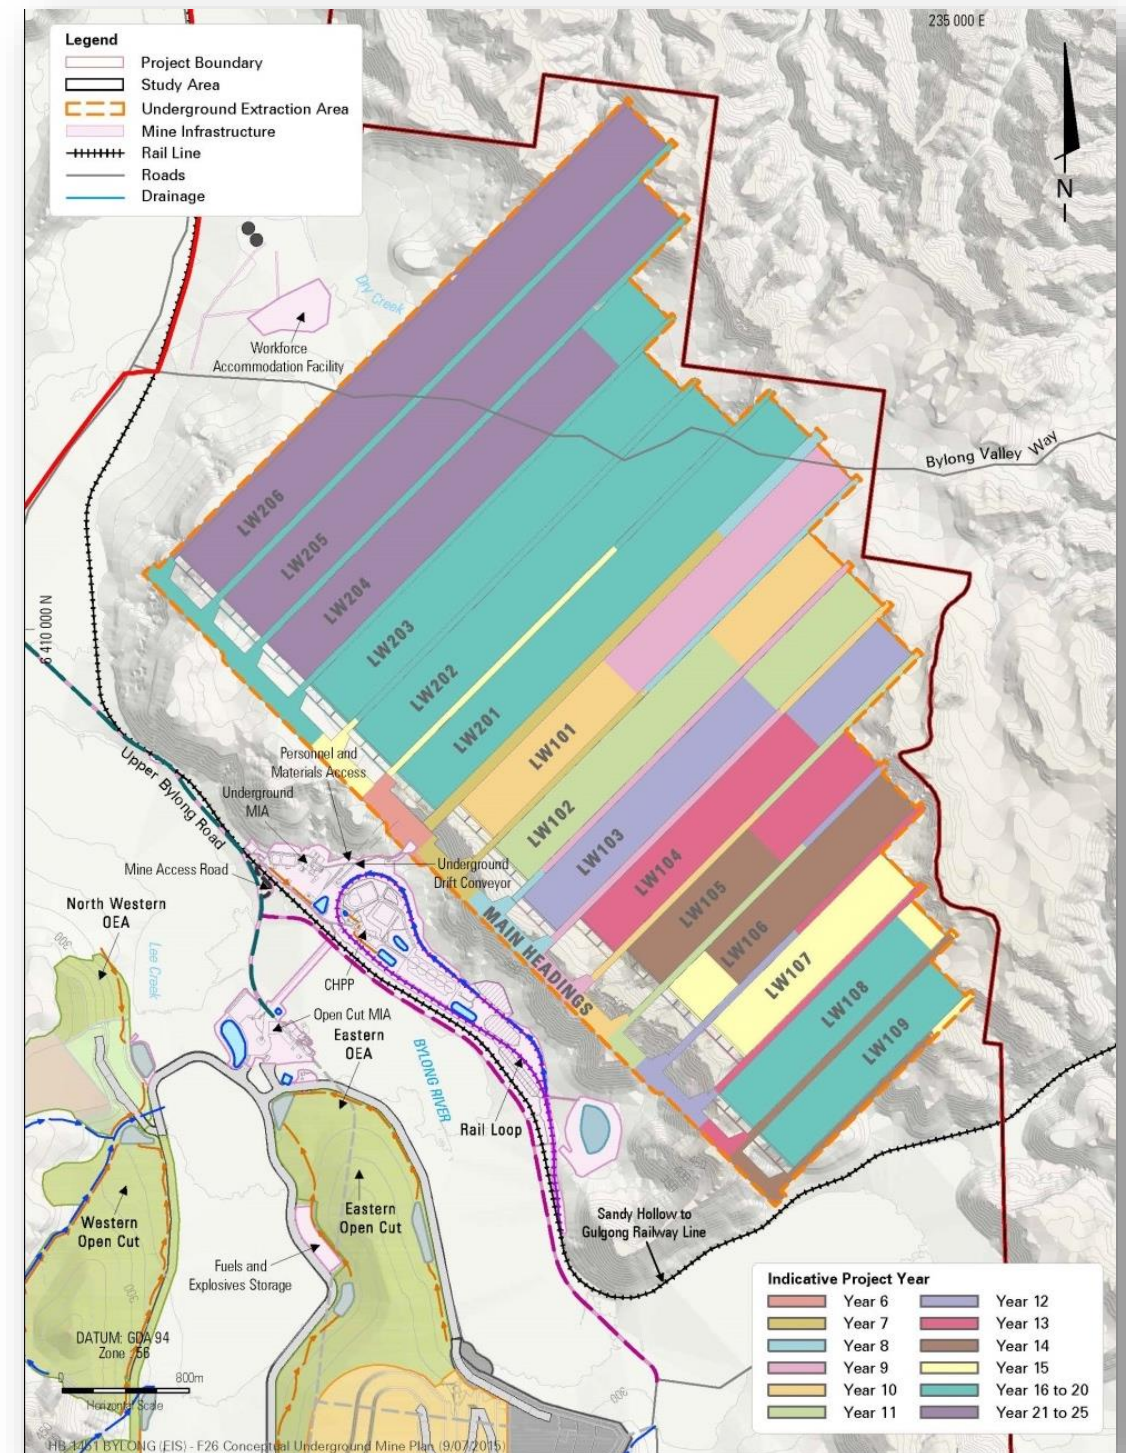 235 000 E
Legend
Project Boundary
Study Area
Underground Extraction Area
Mine Infrastructure
Rail Line
Roads
Drainage
N
Dry Creek
Workforce
Accommodation Facility
Bylong Valley Way
LW206
LW205
LW204
LW203
LW202
LW201
LW101
LW102
LW103
LW104
LW105
LW106
LW107
LW108
LW109
6 410 000 N
Upper Bylong Road
Personnel and
Materials Access
Underground
MIA
Mine Access Road
Underground
Drift Conveyor
MAIN HEADINGS
North Western
OEA
300
Lee Creek
CHPP
Open Cut MIA
Eastern
OEA
BYLONG RIVER
Rail Loop
Western
Open Cut
Eastern
Open Cut
Fuels and
Explosives Storage
300
Sandy Hollow to
Gulgong Railway Line
300
DATUM: GDA 94
Zone : 56
0 800m
Horizontal Scale
HB 1451 BYLONG (EIS) - F26 Conceptual Underground Mine Plan (9/07/2015)
Indicative Project Year
Year 6
Year 7
Year 8
Year 9
Year 10
Year 11
Year 12
Year 13
Year 14
Year 15
Year 16 to 20
Year 21 to 25